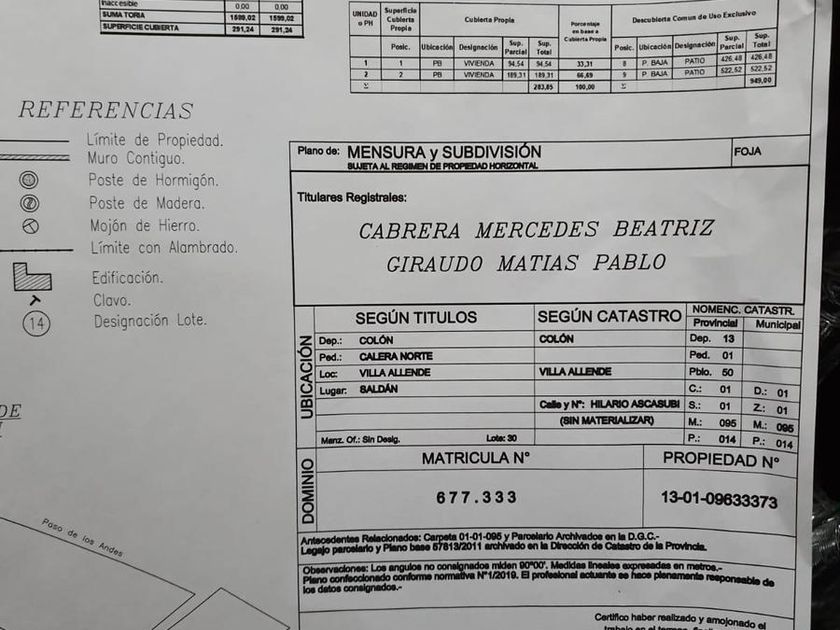 Inaccesible 0,00 0,00
SUMA TORIA 1599,02 1599,02
SUPERFICIE CUBIERTA 291,24 291,24
UNIDAD o PH
Superficie Cubierta Propia
Cubierta Propia
Porcentaje en base a Cubierta Propia
Descubierta Comun de Uso Exclusivo
Posic. Ubicación Designación Sup. Parcial Sup. Total Posic. Ubicación Designación Sup. Parcial Sup. Total
1 1 PB VIVIENDA 94,54 94,54 33,31 8 P. BAJA PATIO 426,48 426,48
2 2 PB VIVIENDA 189,31 189,31 66,69 9 P. BAJA PATIO 522,52 522,52
Σ 283,85 100,00 Σ 949,00
REFERENCIAS
Límite de Propiedad.
Muro Contiguo.
Poste de Hormigón.
Poste de Madera.
Mojón de Hierro.
Límite con Alambrado.
Edificación.
Clavo.
14 Designación Lote.
DE
Paso de los Andes
Plano de: MENSURA y SUBDIVISIÓN
SUJETA AL REGIMEN DE PROPIEDAD HORIZONTAL
FOJA
Titulares Registrales:
CABRERA MERCEDES BEATRIZ
GIRAUDO MATIAS PABLO
UBICACIÓN
SEGÚN TITULOS SEGÚN CATASTRO NOMENC. CATASTR.
Provincial Municipal
Dep.: COLÓN COLÓN Dep. 13
Ped.: CALERA NORTE Ped. 01
Loc: VILLA ALLENDE VILLA ALLENDE Pblo. 50
Lugar: SALDÁN C.: 01 D.: 01
Calle y Nº: HILARIO ASCASUBI S.: 01 Z.: 01
(SIN MATERIALIZAR) M.: 095 M.: 095
Manz. Of.: Sin Desig. Lote: 30 P.: 014 P.: 014
DOMINIO
MATRICULA Nº PROPIEDAD Nº
677.333 13-01-09633373
Antecedentes Relacionados: Carpeta 01-01-095 y Parcelario Archivados en la D.G.C.-
Legajo parcelario y Plano base 57813/2011 archivado en la Dirección de Catastro de la Provincia.
Observaciones: Los angulos no consignados miden 90º00'. Medidas lineales expresadas en metros.-
Plano confeccionado conforme normativa Nº1/2019. El profesional actuante se hace plenamente responsable de
los datos consignados.-
Certifico haber realizado y amojonado el